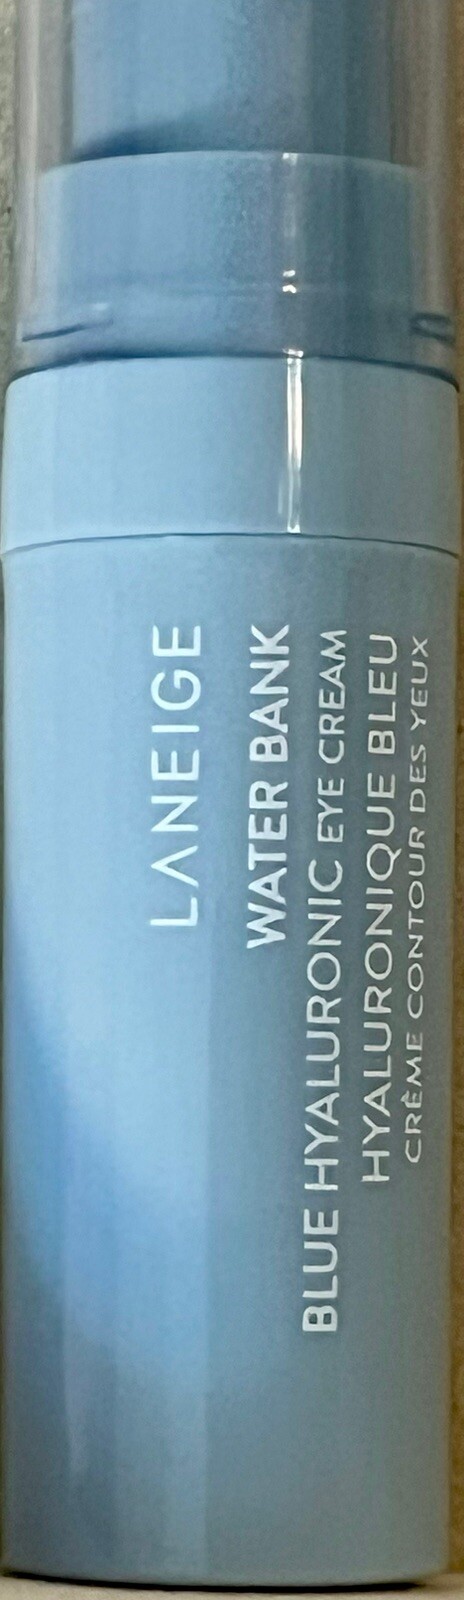 LANEIGE
WATER BANK
BLUE HYALURONIC EYE CREAM
HYALURONIQUE BLEU
CRÈME CONTOUR DES YEUX